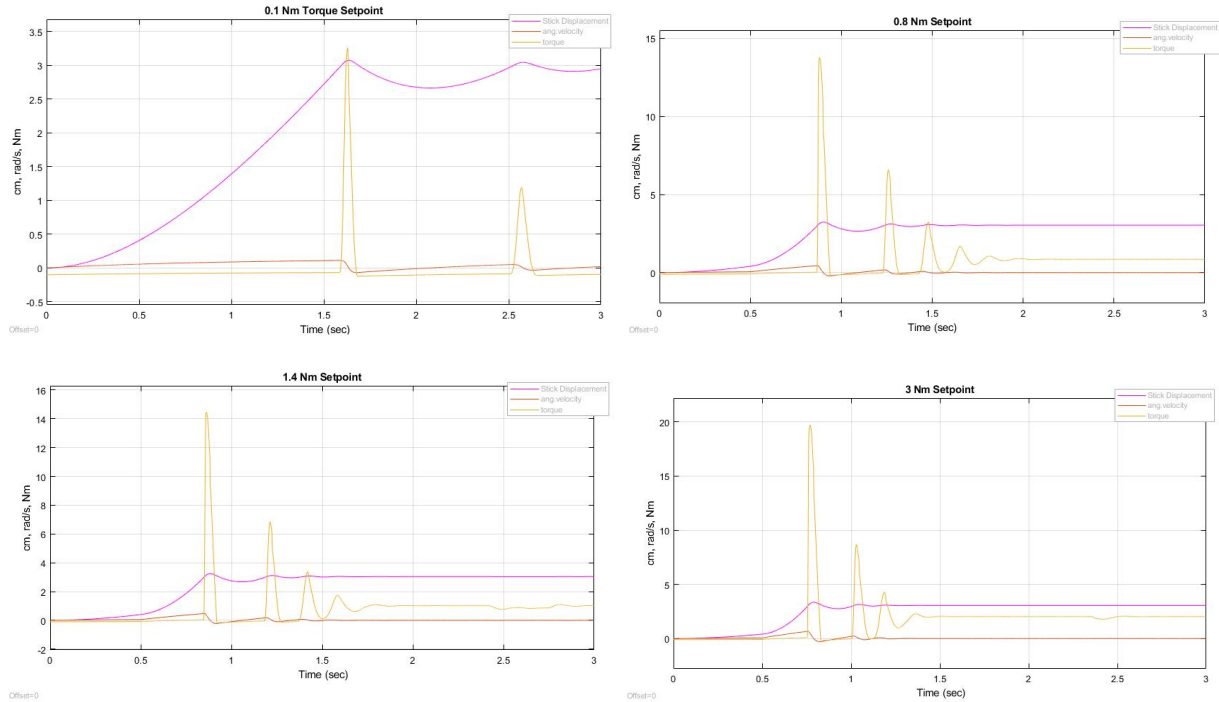 0.1 Nm Torque Setpoint
Stick Displacement
ang.velocity
torque
cm, rad/s, Nm
3.5
3
2.5
2
1.5
1
0.5
0
-0.5
0 0.5 1 1.5 2 2.5 3
Time (sec)
Offset=0
0.8 Nm Setpoint
Stick Displacement
ang.velocity
torque
cm, rad/s, Nm
15
10
5
0
0 0.5 1 1.5 2 2.5 3
Time (sec)
Offset=0
1.4 Nm Setpoint
Stick Displacement
ang.velocity
torque
cm, rad/s, Nm
16
14
12
10
8
6
4
2
0
-2
0 0.5 1 1.5 2 2.5 3
Time (sec)
Offset=0
3 Nm Setpoint
Stick Displacement
ang.velocity
torque
cm, rad/s, Nm
20
15
10
5
0
0 0.5 1 1.5 2 2.5 3
Time (sec)
Offset=0